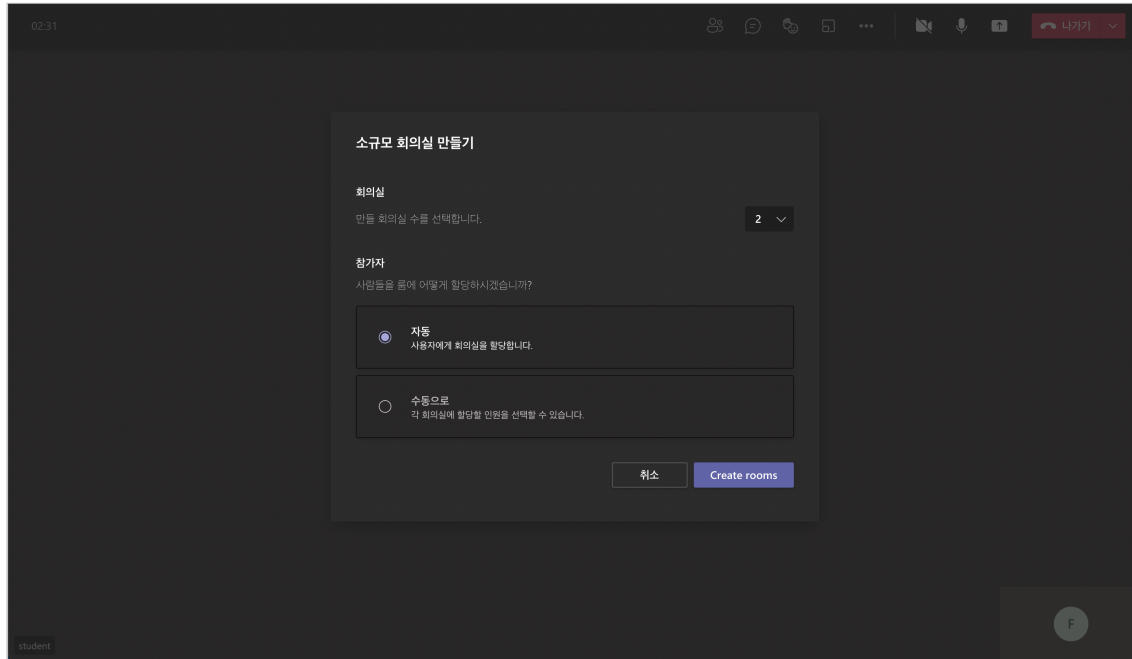 02:31
나가기
소규모 회의실 만들기
회의실
만들 회의실 수를 선택합니다.
2
참가자
사람들을 룸에 어떻게 할당하시겠습니까?
자동
사용자에게 회의실을 할당합니다.
수동으로
각 회의실에 할당할 인원을 선택할 수 있습니다.
취소
Create rooms
F
student